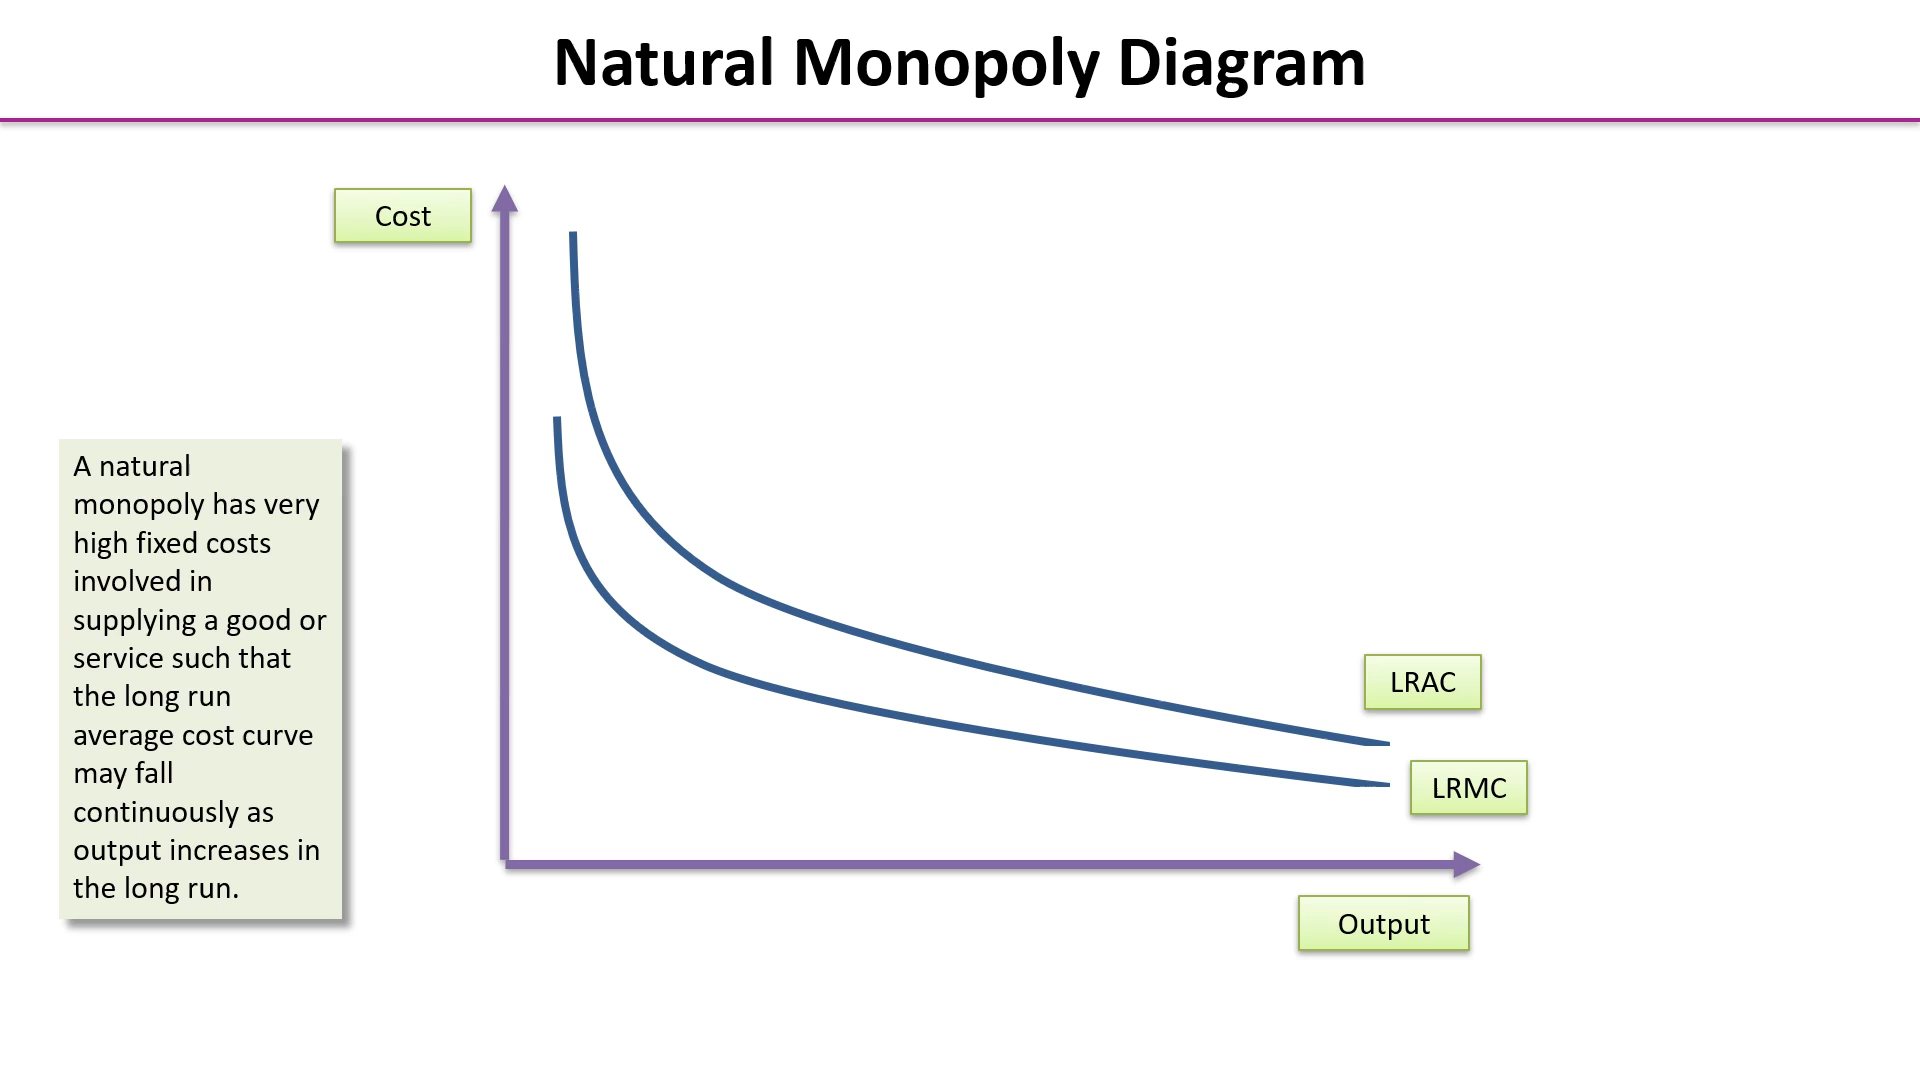 Natural Monopoly Diagram
Cost
A natural
monopoly has very
high fixed costs
involved in
supplying a good or
service such that
the long run
average cost curve
may fall
continuously as
output increases in
the long run.
LRAC
LRMC
Output